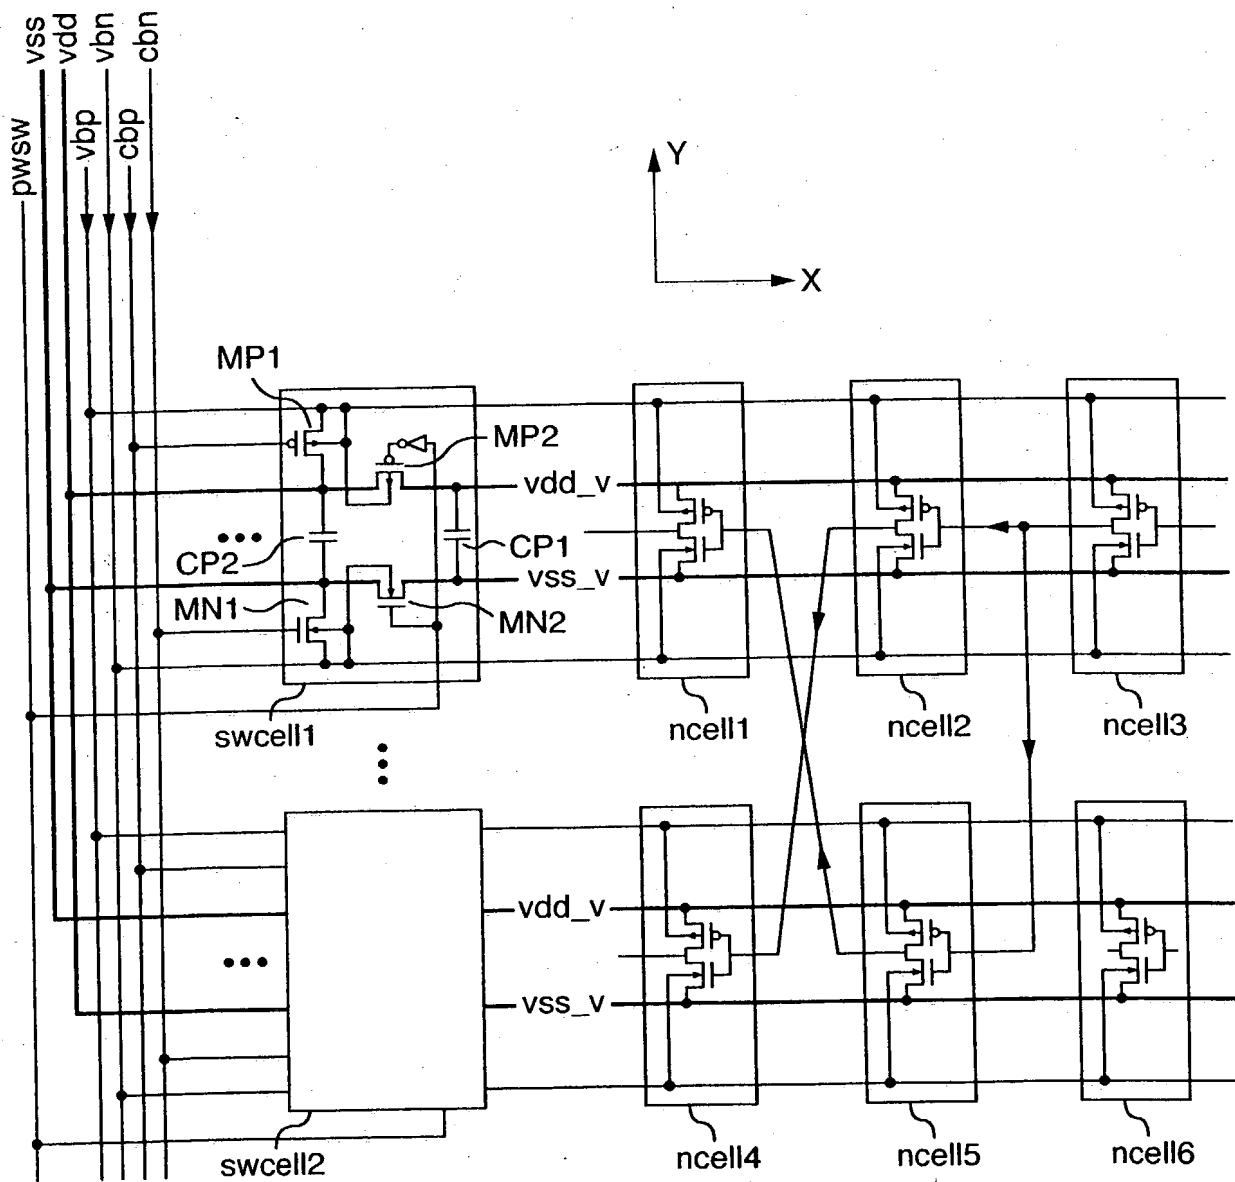 vss
vdd
vbn
cbn
pwsw
vbp
cbp
Y
X
MP1
MP2
vdd_v
CP2
CP1
vss_v
MN1
MN2
swcell1
ncell1
ncell2
ncell3
vdd_v
vss_v
swcell2
ncell4
ncell5
ncell6